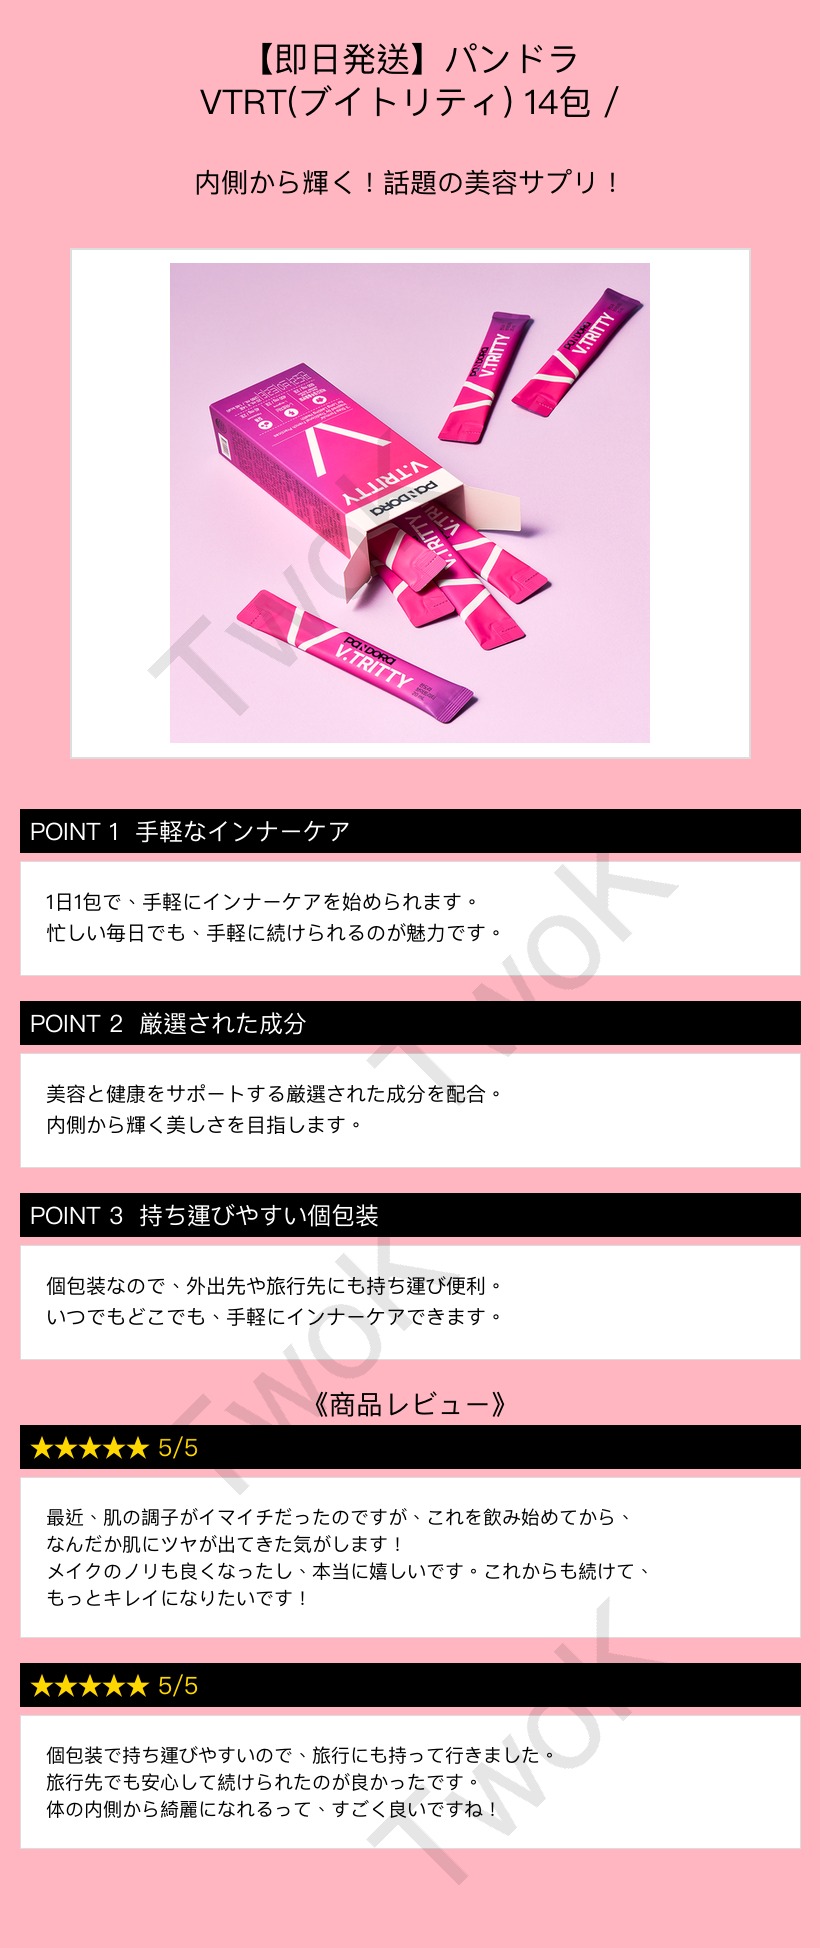 【即日発送】パンドラ
VTRT(ブイトリティ) 14包 /
内側から輝く！話題の美容サプリ！
PANDORA
V.TRITTY
PANDORA
V.TRITTY
V.TRITTY
PANDORA
V.TRITTY
V.TRITTY
PANDORA
V.TRITTY
TwoK
POINT 1 手軽なインナーケア
1日1包で、手軽にインナーケアを始められます。
忙しい毎日でも、手軽に続けられるのが魅力です。
TwoK
POINT 2 厳選された成分
美容と健康をサポートする厳選された成分を配合。
内側から輝く美しさを目指します。
POINT 3 持ち運びやすい個包装
個包装なので、外出先や旅行先にも持ち運び便利。
いつでもどこでも、手軽にインナーケアできます。
TwoK
《商品レビュー》
★★★★★ 5/5
最近、肌の調子がイマイチだったのですが、これを飲み始めてから、
なんだか肌にツヤが出てきた気がします！
メイクのノリも良くなったし、本当に嬉しいです。これからも続けて、
もっとキレイになりたいです！
★★★★★ 5/5
個包装で持ち運びやすいので、旅行にも持って行きました。
旅行先でも安心して続けられたのが良かったです。
体の内側から綺麗になれるって、すごく良いですね！
TwoK